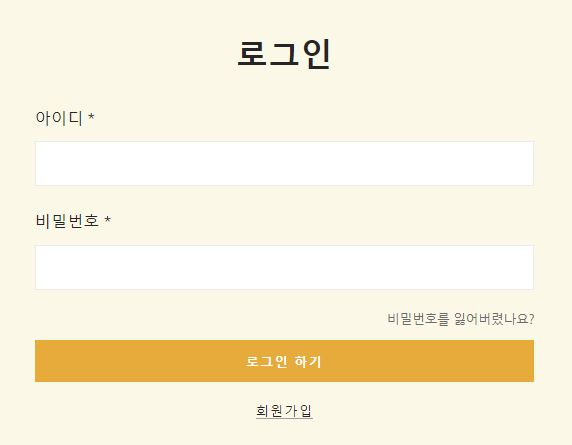 로그인
아이디 *
비밀번호 *
비밀번호를 잃어버렸나요?
로그인 하기
회원가입